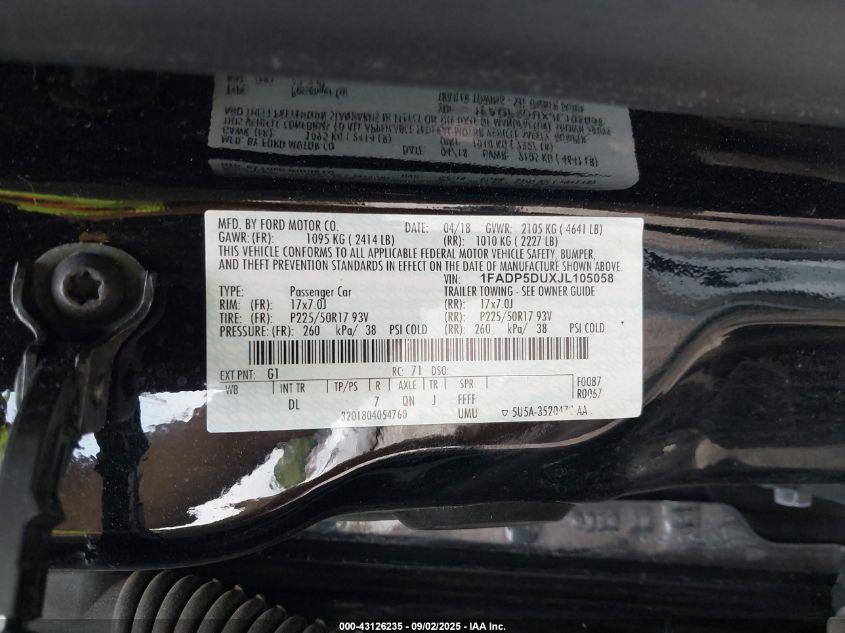 MFD. BY FORD MOTOR CO. DATE: 04/18 GVWR: 2105 KG ( 4641 LB)
GAWR: (FR): 1095 KG ( 2414 LB) (RR): 1010 KG ( 2227 LB)
THIS VEHICLE CONFORMS TO ALL APPLICABLE FEDERAL MOTOR VEHICLE SAFETY, BUMPER,
AND THEFT PREVENTION STANDARDS IN EFFECT ON THE DATE OF MANUFACTURE SHOWN ABOVE.
VIN: 1FADP5DUXJL105058
TYPE: Passenger Car TRAILER TOWING - SEE OWNER GUIDE
RIM: (FR): 17x7.0J (RR): 17x7.0J
TIRE: (FR): P225/50R17 93V (RR): P225/50R17 93V
PRESSURE: (FR): 260 kPa/ 38 PSI COLD (RR): 260 kPa/ 38 PSI COLD
EXT PNT: G1 RC: 71 DSO:
WB INT TR TP/PS R AXLE TR SPR F0087
DL 7 QN J FFFF R0067
3201804054760 UMU ▽ 5U5A-3520472 AA
000-43126235 - 09/02/2025 - IAA Inc.